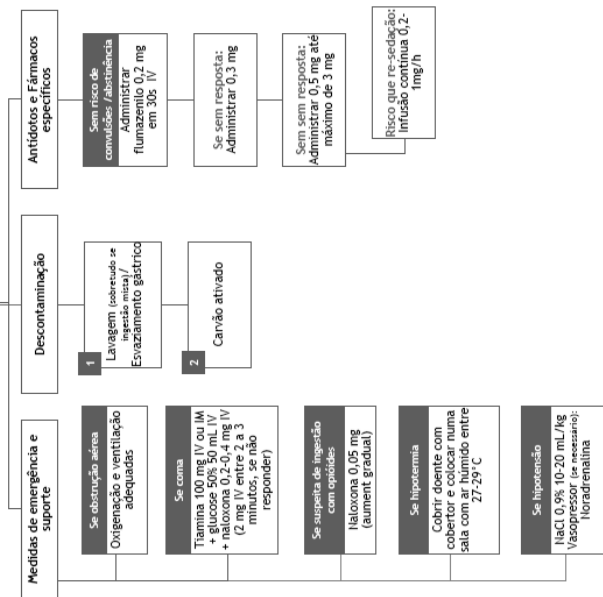 Medidas de emergência e
suporte
Se obstrução aérea
Oxigenação e ventilação
adequadas
Se coma
Tiamina 100 mg IV ou IM
+ glucose 50% 50 mL IV
+ naloxona 0,2-0,4 mg IV
(2 mg IV entre 2 a 3
minutos, se não
responder)
Se suspeita de ingestão
com opióides
Naloxona 0,05 mg
(aument gradual)
Se hipotermia
Cobrir doente com
cobertor e colocar numa
sala com ar húmido entre
27-29°C
Se hipotensão
NaCl 0,9% 10-20 mL/kg
Vasopressor (se necessário):
Noradrenalina
Descontaminação
1
Lavagem (sobretudo se
ingestão mista)/
Esvaziamento gástrico
2
Carvão ativado
Antídotos e Fármacos
específicos
Sem risco de
convulsões /abstinência
Administrar
flumazenilo 0,2 mg
em 30s IV
Se sem resposta:
Administrar 0,3 mg
Sem sem resposta:
Administrar 0,5 mg até
máximo de 3 mg
Risco que re-sedação:
Infusão contínua 0,2-
1mg/h